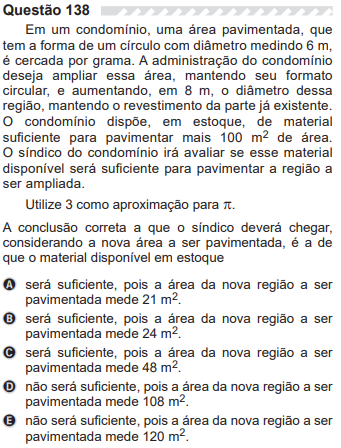 Questão 138
Em um condomínio, uma área pavimentada, que
tem a forma de um círculo com diâmetro medindo 6 m,
é cercada por grama. A administração do condomínio
deseja ampliar essa área, mantendo seu formato
circular, e aumentando, em 8 m, o diâmetro dessa
região, mantendo o revestimento da parte já existente.
O condomínio dispõe, em estoque, de material
suficiente para pavimentar mais 100 m² de área.
O síndico do condomínio irá avaliar se esse material
disponível será suficiente para pavimentar a região a
ser ampliada.
Utilize 3 como aproximação para π.
A conclusão correta a que o síndico deverá chegar,
considerando a nova área a ser pavimentada, é a de
que o material disponível em estoque
A será suficiente, pois a área da nova região a ser
pavimentada mede 21 m².
B será suficiente, pois a área da nova região a ser
pavimentada mede 24 m².
C será suficiente, pois a área da nova região a ser
pavimentada mede 48 m².
D não será suficiente, pois a área da nova região a ser
pavimentada mede 108 m².
E não será suficiente, pois a área da nova região a ser
pavimentada mede 120 m².